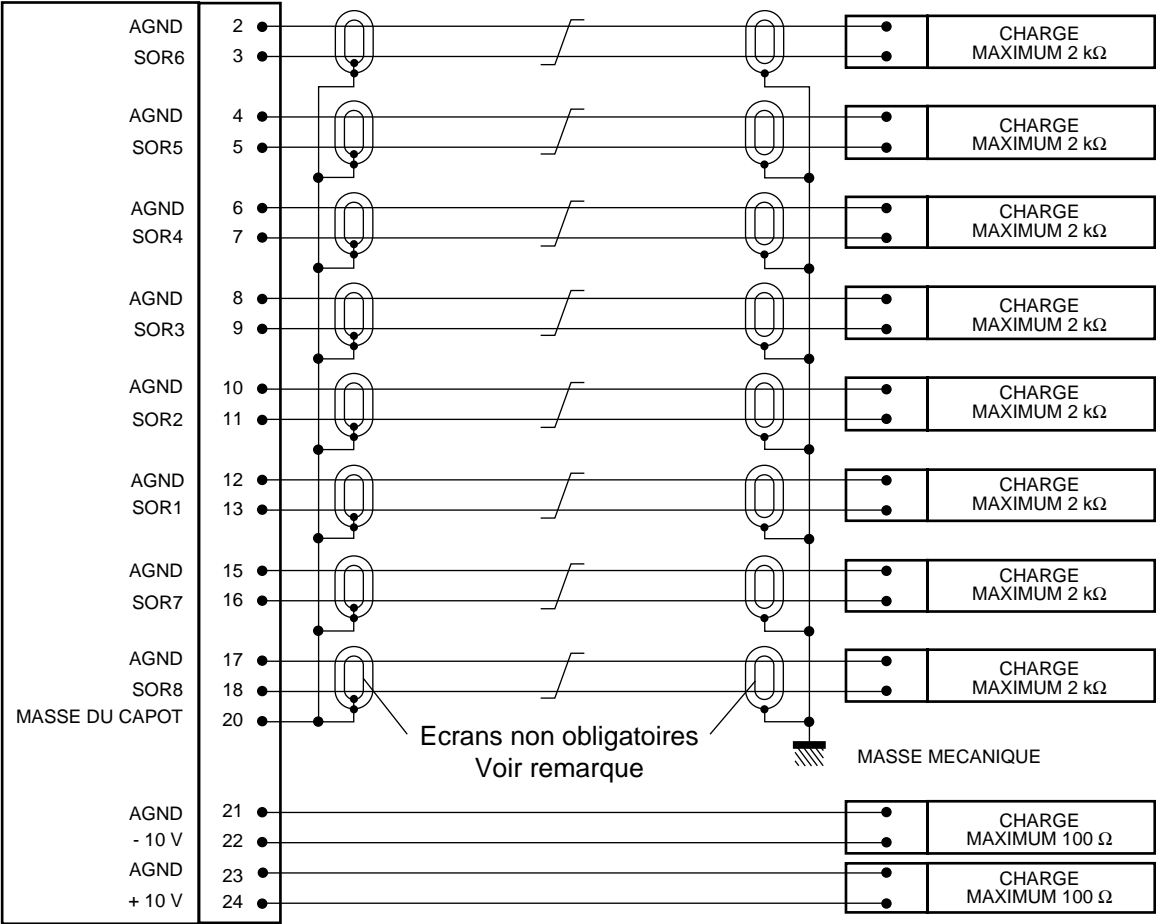 AGND 2 CHARGE
SOR6 3 MAXIMUM 2 kΩ
AGND 4 CHARGE
SOR5 5 MAXIMUM 2 kΩ
AGND 6 CHARGE
SOR4 7 MAXIMUM 2 kΩ
AGND 8 CHARGE
SOR3 9 MAXIMUM 2 kΩ
AGND 10 CHARGE
SOR2 11 MAXIMUM 2 kΩ
AGND 12 CHARGE
SOR1 13 MAXIMUM 2 kΩ
AGND 15 CHARGE
SOR7 16 MAXIMUM 2 kΩ
AGND 17 CHARGE
SOR8 18 MAXIMUM 2 kΩ
MASSE DU CAPOT 20
Ecrans non obligatoires
Voir remarque
MASSE MECANIQUE
AGND 21 CHARGE
- 10 V 22 MAXIMUM 100 Ω
AGND 23 CHARGE
+ 10 V 24 MAXIMUM 100 Ω